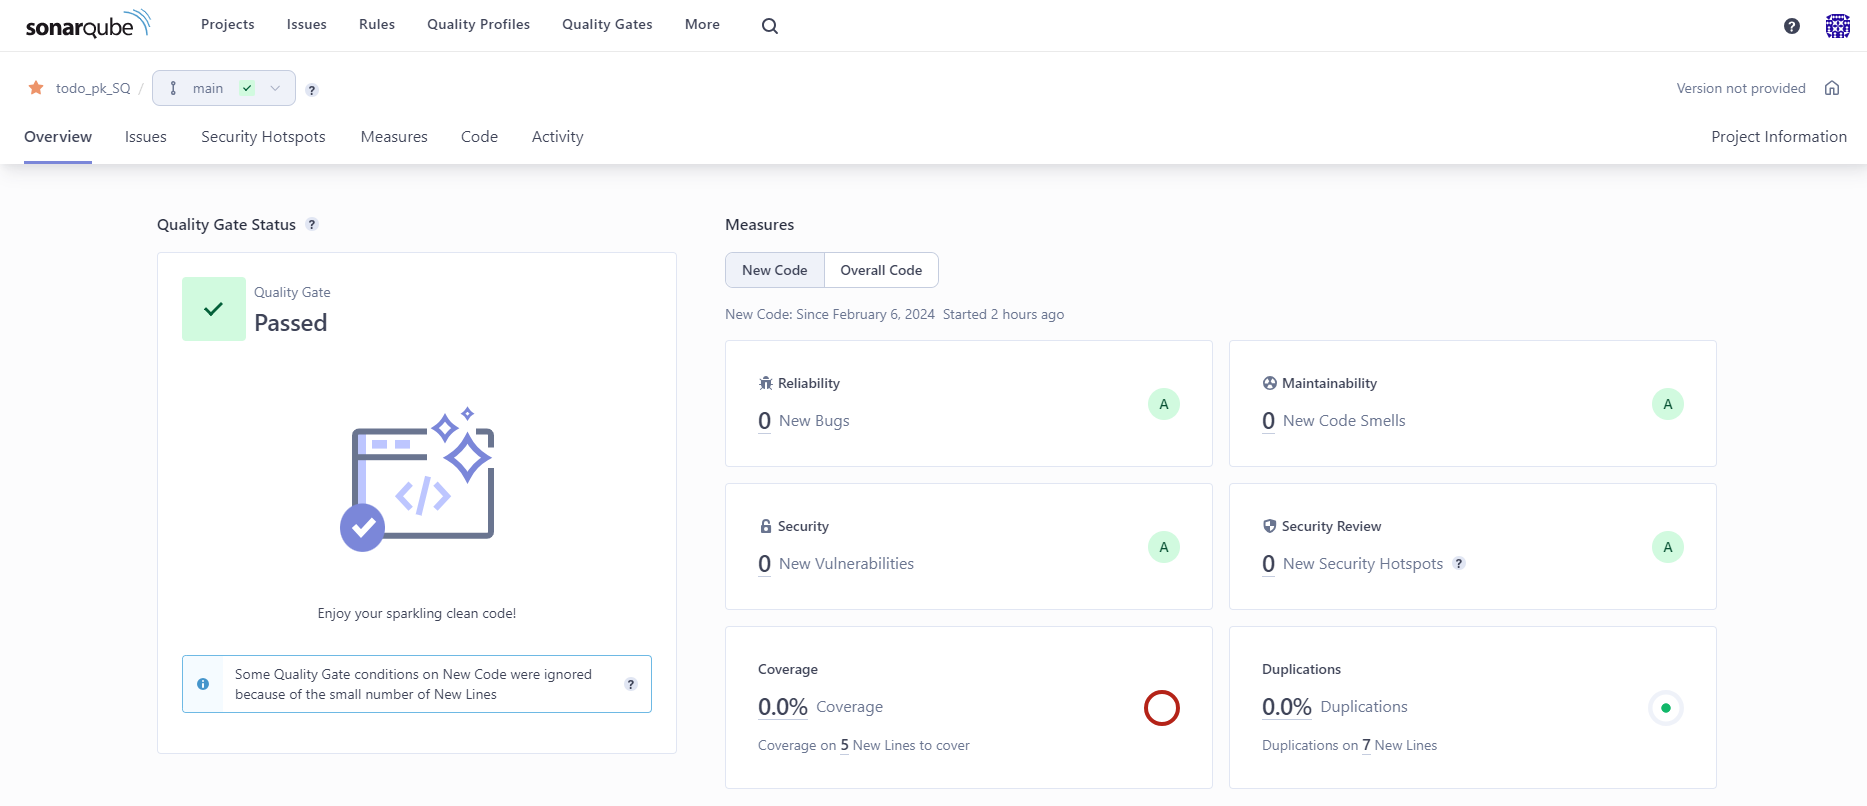 sonarqube Projects Issues Rules Quality Profiles Quality Gates More ?
todo_pk_SQ / main ? Version not provided
Overview Issues Security Hotspots Measures Code Activity Project Information
Quality Gate Status ?
Quality Gate
Passed
</>
Enjoy your sparkling clean code!
Some Quality Gate conditions on New Code were ignored
because of the small number of New Lines
?
Measures
New Code Overall Code
New Code: Since February 6, 2024 Started 2 hours ago
Reliability
0 New Bugs
A
Maintainability
0 New Code Smells
A
Security
0 New Vulnerabilities
A
Security Review
0 New Security Hotspots ?
A
Coverage
0.0% Coverage
Coverage on 5 New Lines to cover
Duplications
0.0% Duplications
Duplications on 7 New Lines